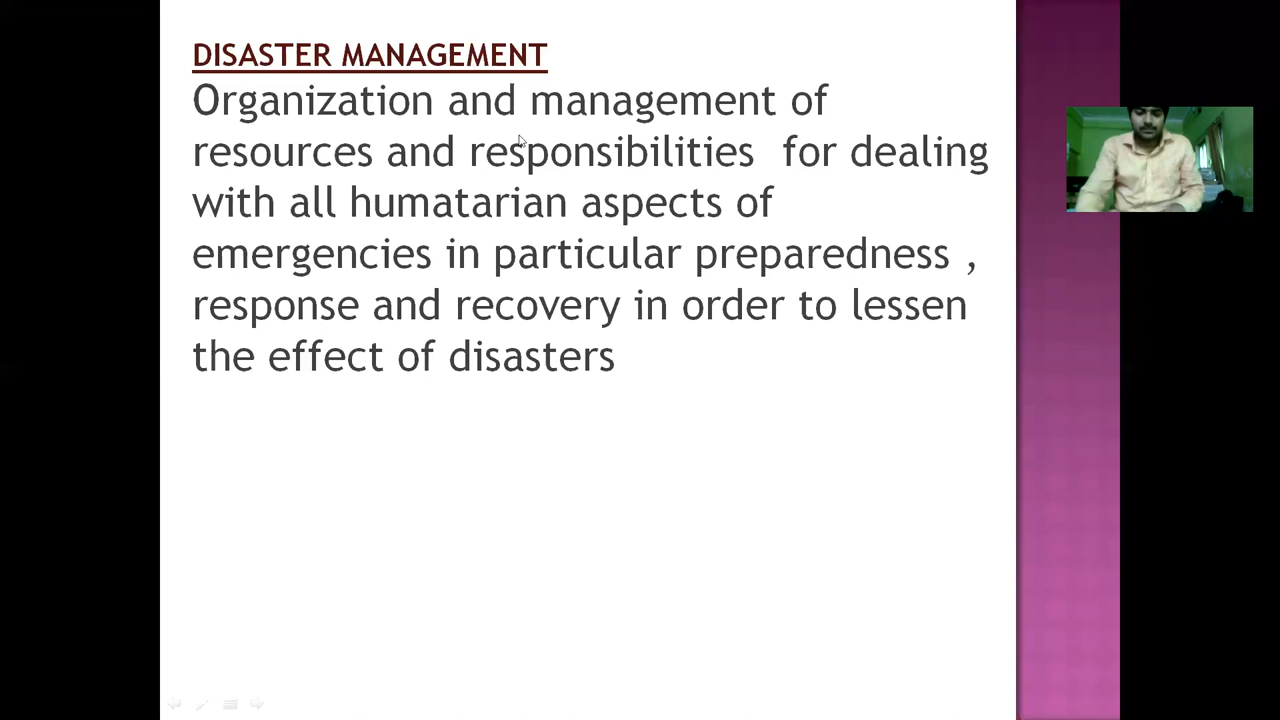 DISASTER MANAGEMENT
Organization and management of
resources and responsibilities  for dealing
with all humatarian aspects of
emergencies in particular preparedness ,
response and recovery in order to lessen
the effect of disasters